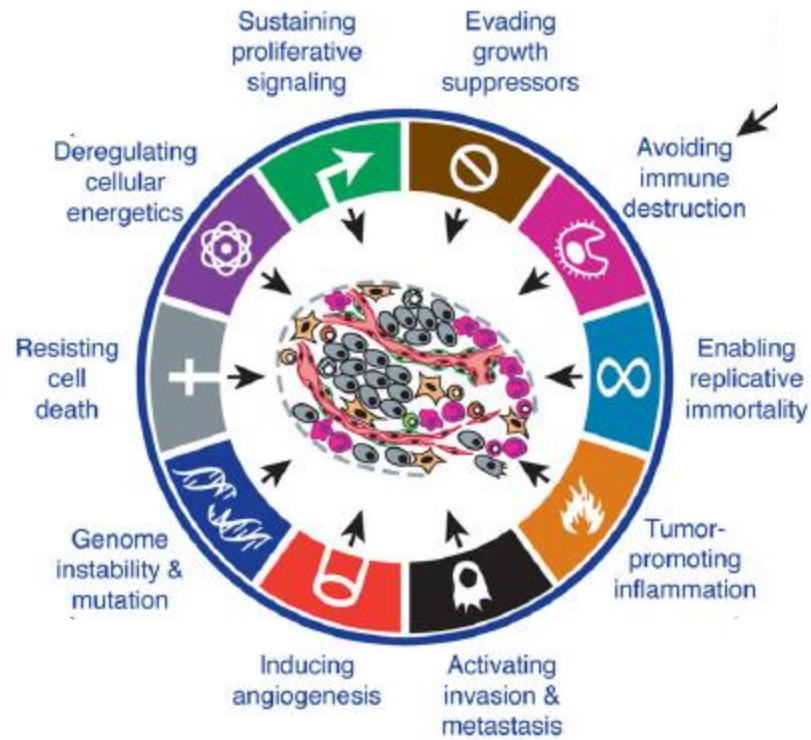 Sustaining
proliferative
signaling
Evading
growth
suppressors
Avoiding
immune
destruction
Enabling
replicative
immortality
Tumor-
promoting
inflammation
Activating
invasion &
metastasis
Inducing
angiogenesis
Genome
instability &
mutation
Resisting
cell
death
Deregulating
cellular
energetics